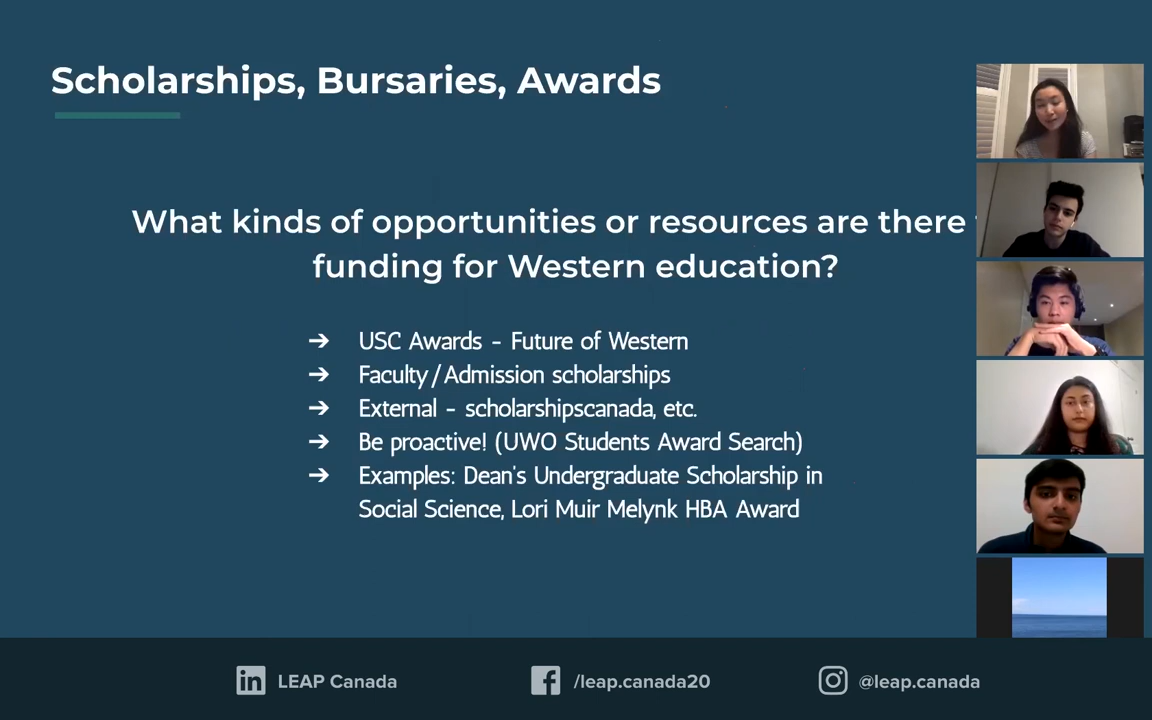 Scholarships, Bursaries, Awards
What kinds of opportunities or resources are there
funding for Western education?
➔ USC Awards - Future of Western
➔ Faculty/Admission scholarships
➔ External - scholarshipscanada, etc.
➔ Be proactive! (UWO Students Award Search)
➔ Examples: Dean's Undergraduate Scholarship in
Social Science, Lori Muir Melynk HBA Award
in LEAP Canada
/leap.canada20
@leap.canada